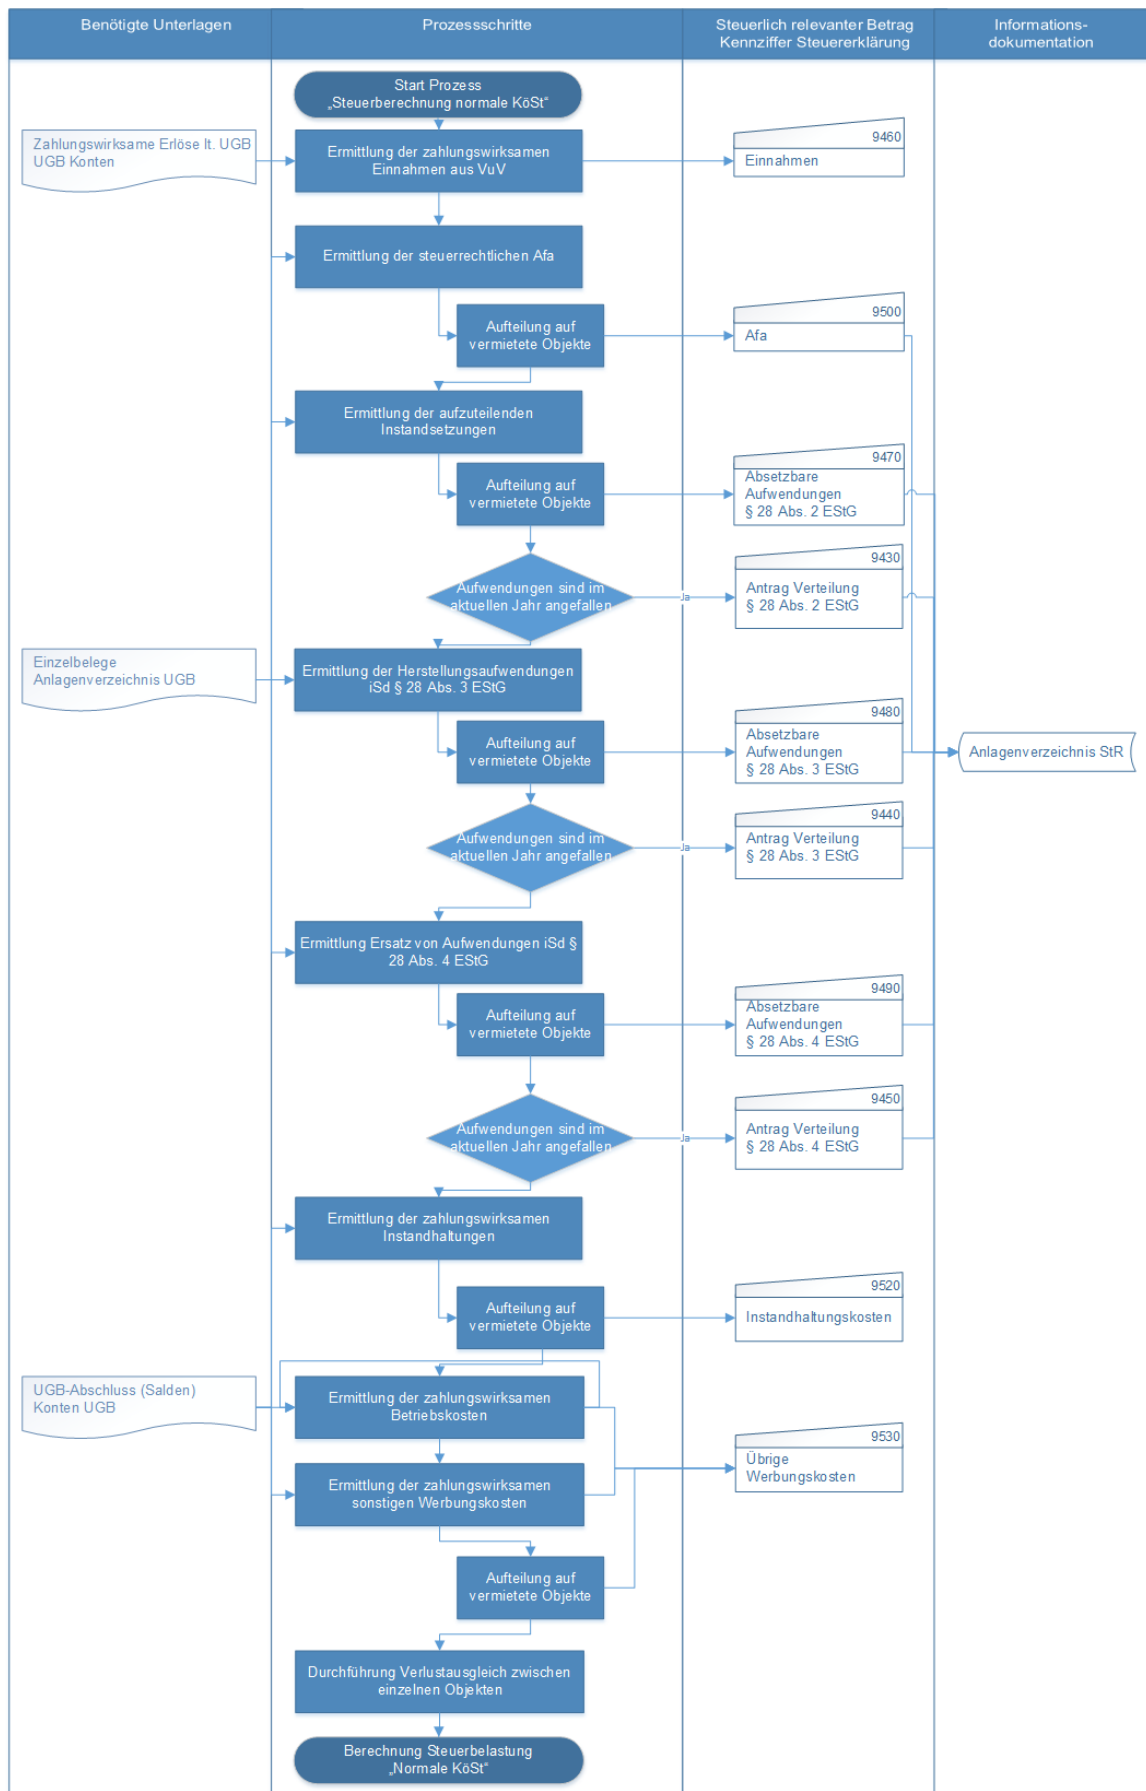 Benötigte Unterlagen
Prozessschritte
Steuerlich relevanter Betrag
Kennziffer Steuererklärung
Informations-
dokumentation
Start Prozess
„Steuerberechnung normale KöSt“
Zahlungswirksame Erlöse lt. UGB
UGB Konten
Ermittlung der zahlungswirksamen
Einnahmen aus VuV
9460
Einnahmen
Ermittlung der steuerrechtlichen Afa
Aufteilung auf
vermietete Objekte
9500
Afa
Ermittlung der aufzuteilenden
Instandsetzungen
Aufteilung auf
vermietete Objekte
9470
Absetzbare
Aufwendungen
§ 28 Abs. 2 EStG
Aufwendungen sind im
aktuellen Jahr angefallen
Ja
9430
Antrag Verteilung
§ 28 Abs. 2 EStG
Einzelbelege
Anlagenverzeichnis UGB
Ermittlung der Herstellungsaufwendungen
iSd § 28 Abs. 3 EStG
Aufteilung auf
vermietete Objekte
9480
Absetzbare
Aufwendungen
§ 28 Abs. 3 EStG
Anlagenverzeichnis StR
Aufwendungen sind im
aktuellen Jahr angefallen
Ja
9440
Antrag Verteilung
§ 28 Abs. 3 EStG
Ermittlung Ersatz von Aufwendungen iSd §
28 Abs. 4 EStG
Aufteilung auf
vermietete Objekte
9490
Absetzbare
Aufwendungen
§ 28 Abs. 4 EStG
Aufwendungen sind im
aktuellen Jahr angefallen
Ja
9450
Antrag Verteilung
§ 28 Abs. 4 EStG
Ermittlung der zahlungswirksamen
Instandhaltungen
Aufteilung auf
vermietete Objekte
9520
Instandhaltungskosten
UGB-Abschluss (Salden)
Konten UGB
Ermittlung der zahlungswirksamen
Betriebskosten
9530
Übrige
Werbungskosten
Ermittlung der zahlungswirksamen
sonstigen Werbungskosten
Aufteilung auf
vermietete Objekte
Durchführung Verlustausgleich zwischen
einzelnen Objekten
Berechnung Steuerbelastung
„Normale KöSt“